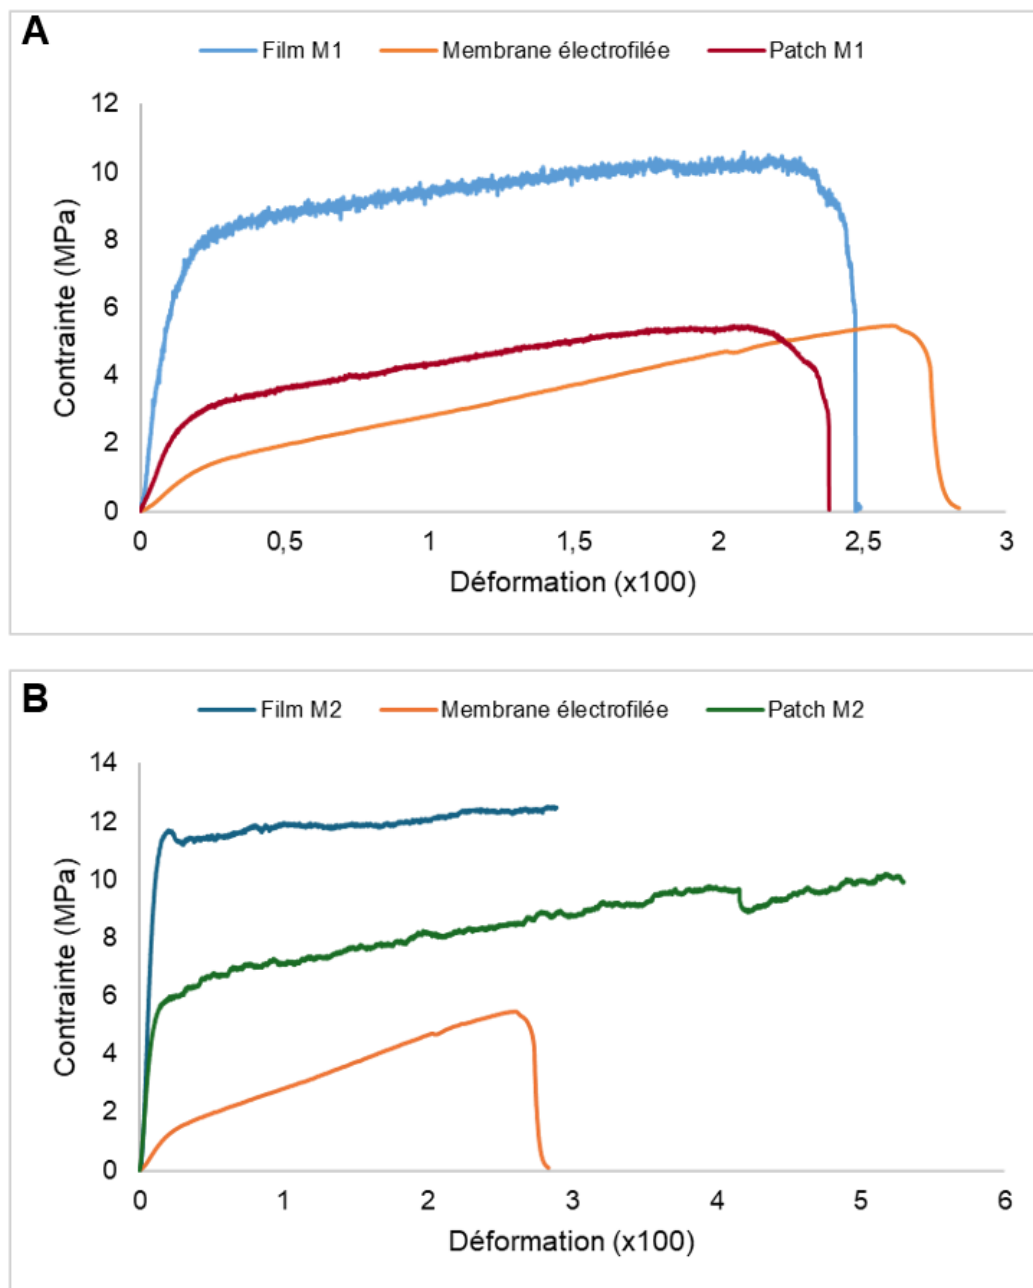 A
Film M1 Membrane électrofilée Patch M1
12
10
8
6
4
2
0
Contrainte (MPa)
0 0,5 1 1,5 2 2,5 3
Déformation (x100)
B
Film M2 Membrane électrofilée Patch M2
14
12
10
8
6
4
2
0
Contrainte (MPa)
0 1 2 3 4 5 6
Déformation (x100)